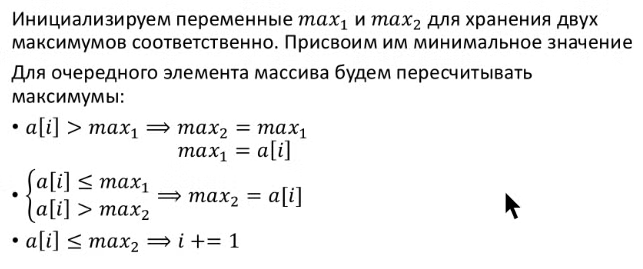 Инициализируем переменные max₁ и max₂ для хранения двух
максимумов соответственно. Присвоим им минимальное значение
Для очередного элемента массива будем пересчитывать
максимумы:
• a[i] > max₁ ⟹ max₂ = max₁
max₁ = a[i]
• {a[i] ≤ max₁
a[i] > max₂ ⟹ max₂ = a[i]
• a[i] ≤ max₂ ⟹ i += 1